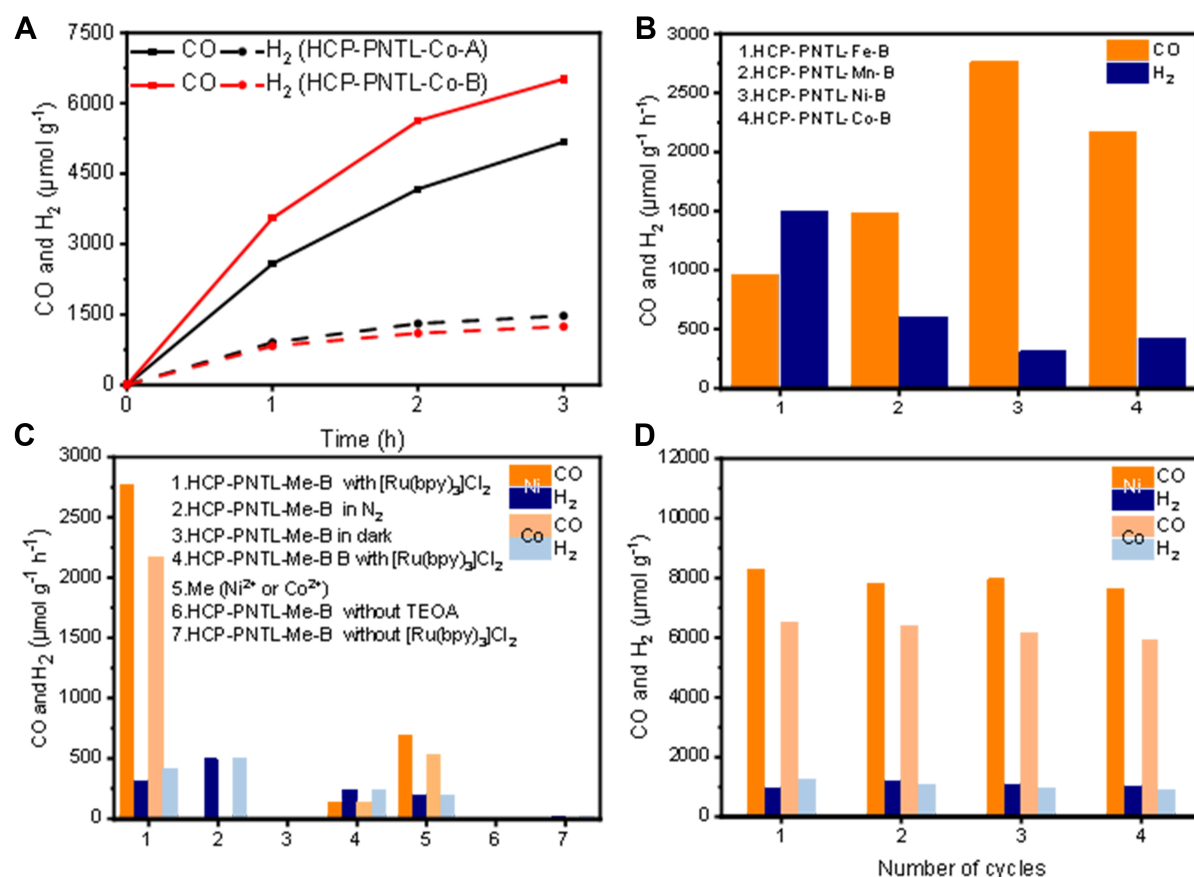 A
CO and H2 (µmol g-1)
7500
6000
4500
3000
1500
0
CO H2 (HCP-PNTL-Co-A)
CO H2 (HCP-PNTL-Co-B)
0 1 2 3
Time (h)
B
CO and H2 (µmol g-1 h-1)
3000
2500
2000
1500
1000
500
0
1.HCP-PNTL-Fe-B
2.HCP-PNTL-Mn-B
3.HCP-PNTL-Ni-B
4.HCP-PNTL-Co-B
CO
H2
1 2 3 4
C
CO and H2 (µmol g-1 h-1)
3000
2500
2000
1500
1000
500
0
1.HCP-PNTL-Me-B with [Ru(bpy)3]Cl2
2.HCP-PNTL-Me-B in N2
3.HCP-PNTL-Me-B in dark
4.HCP-PNTL-Me-B B with [Ru(bpy)3]Cl2
5.Me (Ni2+ or Co2+)
6.HCP-PNTL-Me-B without TEOA
7.HCP-PNTL-Me-B without [Ru(bpy)3]Cl2
Ni CO
H2
Co CO
H2
1 2 3 4 5 6 7
D
CO and H2 (µmol g-1)
12000
10000
8000
6000
4000
2000
0
Ni CO
H2
Co CO
H2
1 2 3 4
Number of cycles